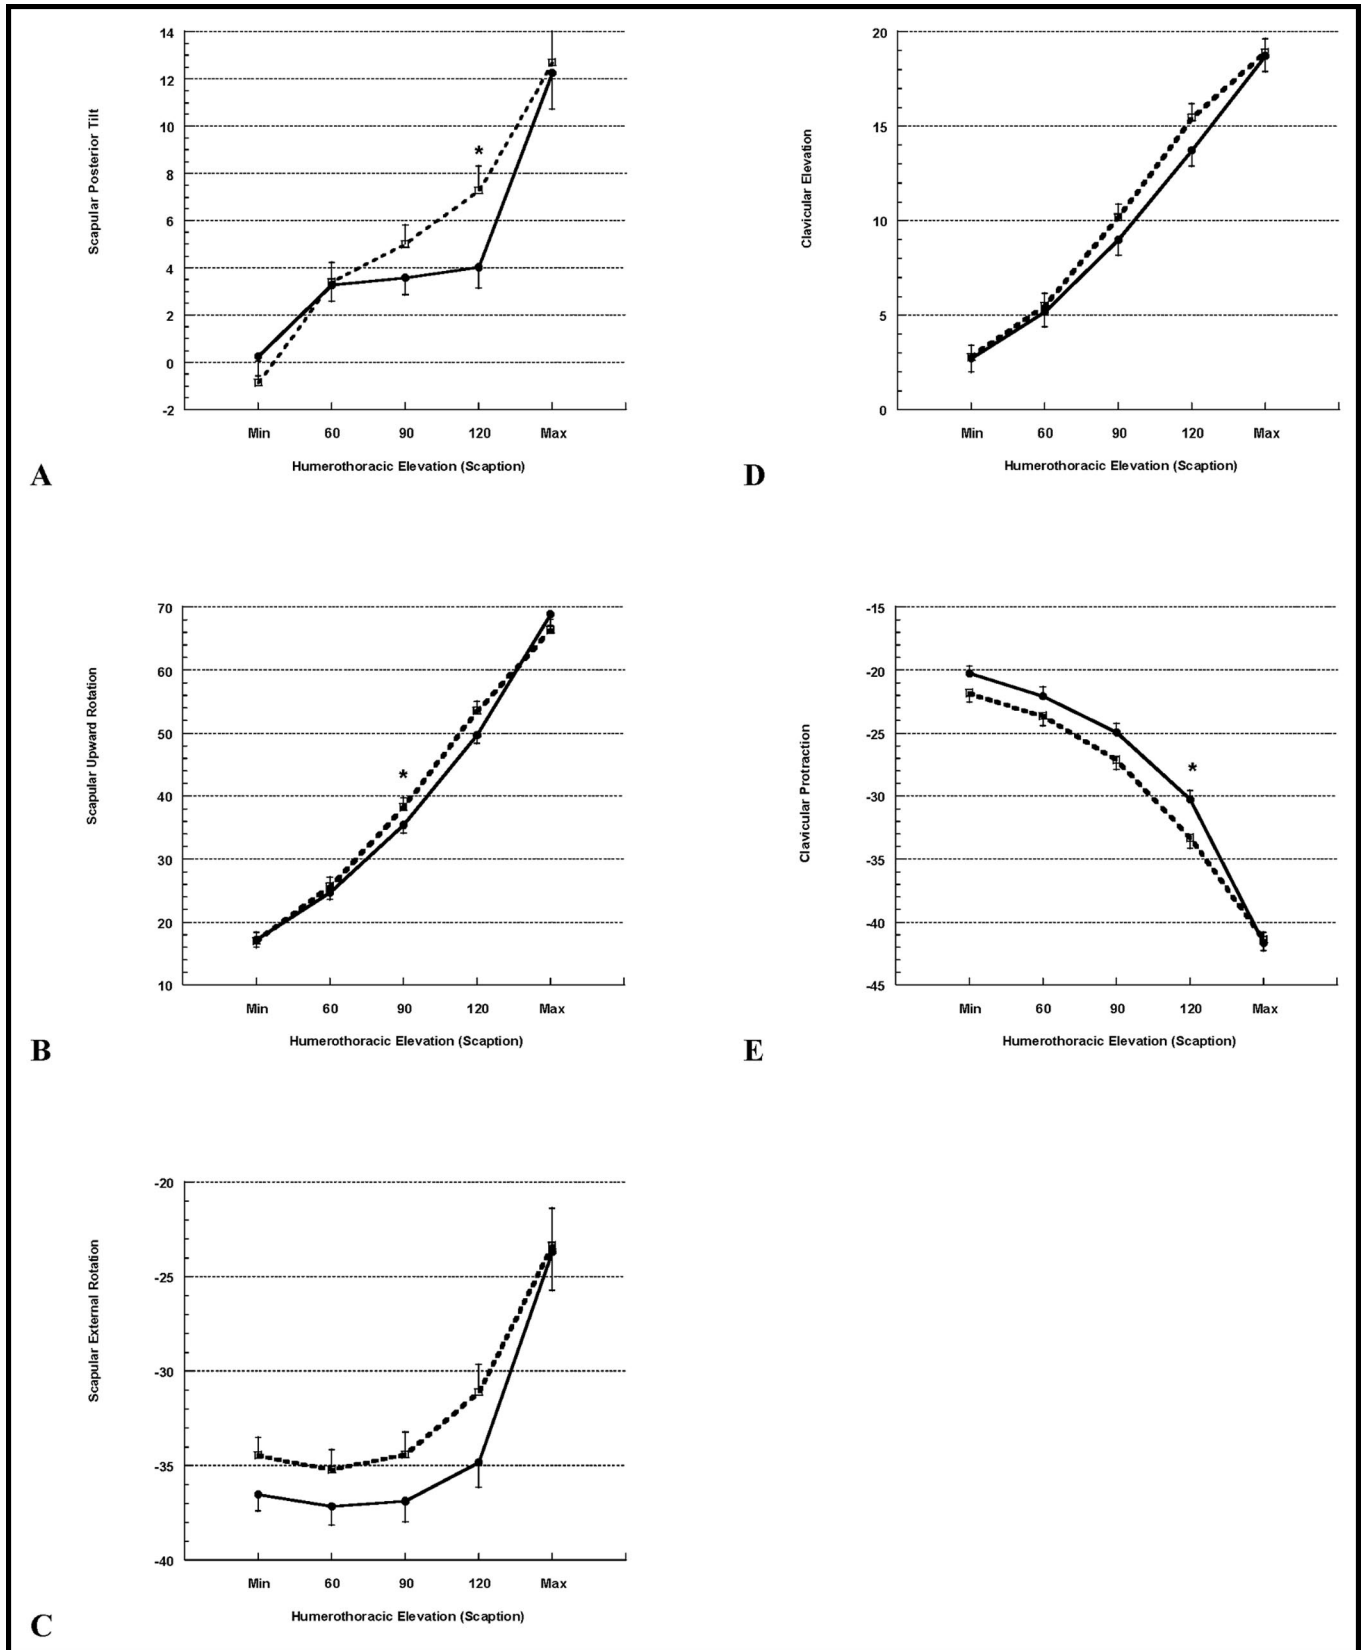 Scapular Posterior Tilt
14
12
10
8
6
4
2
0
-2
*
Min 60 90 120 Max
Humerothoracic Elevation (Scaption)
A
Clavicular Elevation
20
15
10
5
0
Min 60 90 120 Max
Humerothoracic Elevation (Scaption)
D
Scapular Upward Rotation
70
60
50
40
30
20
10
*
Min 60 90 120 Max
Humerothoracic Elevation (Scaption)
B
Clavicular Protraction
-15
-20
-25
-30
-35
-40
-45
*
Min 60 90 120 Max
Humerothoracic Elevation (Scaption)
E
Scapular External Rotation
-20
-25
-30
-35
-40
Min 60 90 120 Max
Humerothoracic Elevation (Scaption)
C